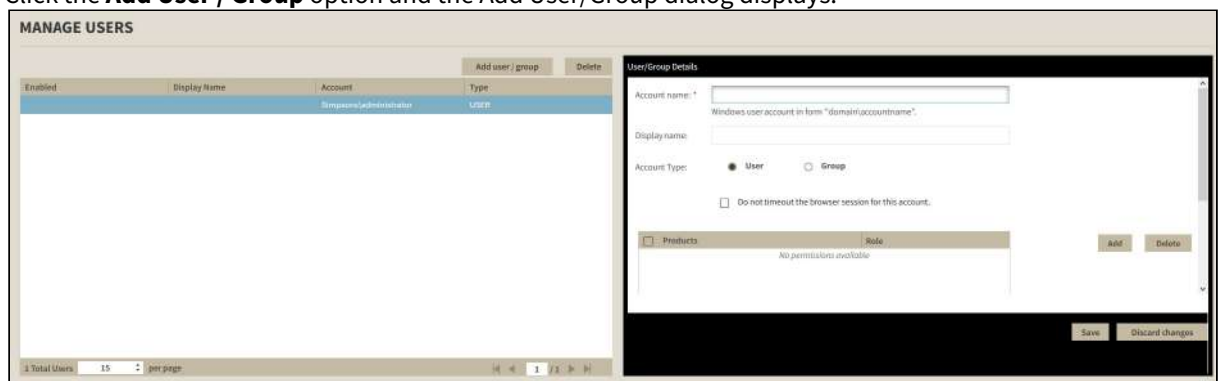 Click the Add User / Group option and the Add User/Group dialog displays.
MANAGE USERS
Add user / group Delete
Enabled Display Name Account Type
Simpsons\administrator USER
1 Total Users 15 per page 1 / 1
User/Group Details
Account name: *
Windows user account in form "domain\accountname".
Display name:
Account Type: User Group
Do not timeout the browser session for this account.
Products Role
No permissions available
Add Delete
Save Discard changes